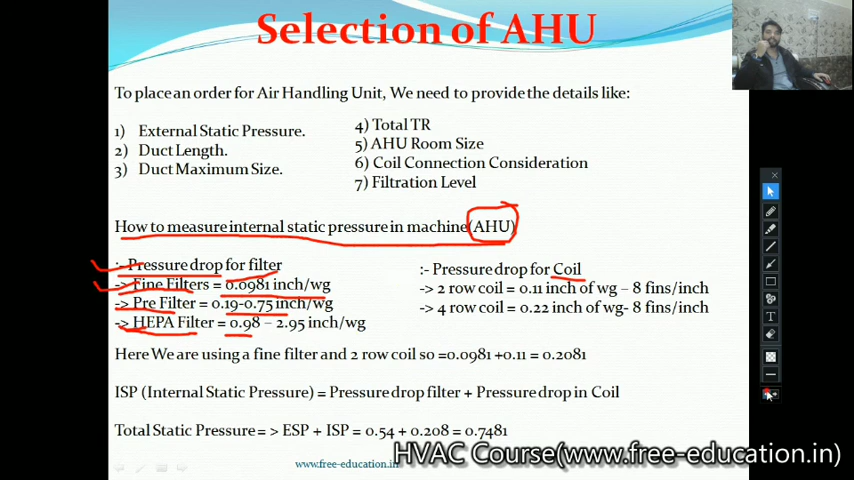 Selection of AHU
To place an order for Air Handling Unit, We need to provide the details like:
1) External Static Pressure.
2) Duct Length.
3) Duct Maximum Size.
4) Total TR
5) AHU Room Size
6) Coil Connection Consideration
7) Filtration Level
How to measure internal static pressure in machine(AHU)
:- Pressure drop for filter
-> Fine Filters = 0.0981 inch/wg
-> Pre Filter = 0.19-0.75 inch/wg
-> HEPA Filter = 0.98 – 2.95 inch/wg
:- Pressure drop for Coil
-> 2 row coil = 0.11 inch of wg – 8 fins/inch
-> 4 row coil = 0.22 inch of wg- 8 fins/inch
Here We are using a fine filter and 2 row coil so =0.0981 +0.11 = 0.2081
ISP (Internal Static Pressure) = Pressure drop filter + Pressure drop in Coil
Total Static Pressure = > ESP + ISP = 0.54 + 0.208 = 0.7481
HVAC Course(www.free-education.in)
www.free-education.in